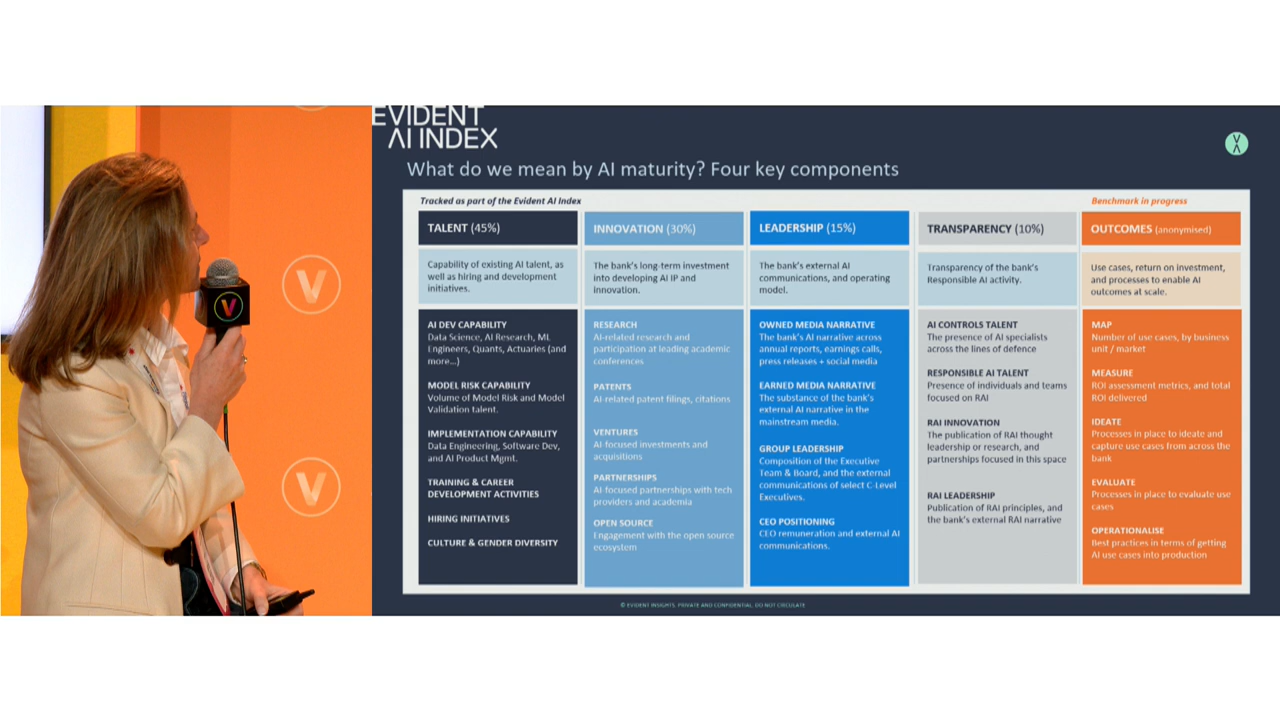 EVIDENT
AI INDEX
What do we mean by AI maturity? Four key components
Tracked as part of the Evident AI Index
Benchmark in progress
TALENT (45%)
Capability of existing AI talent, as
well as hiring and development
initiatives.
AI DEV CAPABILITY
Data Science, AI Research, ML
Engineers, Quants, Actuaries (and
more...)
MODEL RISK CAPABILITY
Volume of Model Risk and Model
Validation talent.
IMPLEMENTATION CAPABILITY
Data Engineering, Software Dev,
and AI Product Mgmt.
TRAINING & CAREER
DEVELOPMENT ACTIVITIES
HIRING INITIATIVES
CULTURE & GENDER DIVERSITY
INNOVATION (30%)
The bank's long-term investment
into developing AI IP and
innovation.
RESEARCH
AI-related research and
participation at leading academic
conferences
PATENTS
AI-related patent filings, citations
VENTURES
AI-focused investments and
acquisitions
PARTNERSHIPS
AI-focused partnerships with tech
providers and academia
OPEN SOURCE
Engagement with the open source
ecosystem
LEADERSHIP (15%)
The bank's external AI
communications, and operating
model.
OWNED MEDIA NARRATIVE
The bank's AI narrative across
annual reports, earnings calls,
press releases + social media
EARNED MEDIA NARRATIVE
The substance of the bank's
external AI narrative in the
mainstream media.
GROUP LEADERSHIP
Composition of the Executive
Team & Board, and the external
communications of select C-Level
Executives.
CEO POSITIONING
CEO remuneration and external AI
communications.
TRANSPARENCY (10%)
Transparency of the bank's
Responsible AI activity.
AI CONTROLS TALENT
The presence of AI specialists
across the lines of defence
RESPONSIBLE AI TALENT
Presence of individuals and teams
focused on RAI
RAI INNOVATION
The publication of RAI thought
leadership or research, and
partnerships focused in this space
RAI LEADERSHIP
Publication of RAI principles, and
the bank's external RAI narrative
OUTCOMES (anonymised)
Use cases, return on investment,
and processes to enable AI
outcomes at scale.
MAP
Number of use cases, by business
unit / market
MEASURE
ROI assessment metrics, and total
ROI delivered
IDEATE
Processes in place to ideate and
capture use cases from across the
bank
EVALUATE
Processes in place to evaluate use
cases
OPERATIONALISE
Best practices in terms of getting
AI use cases into production
© EVIDENT INSIGHTS. PRIVATE AND CONFIDENTIAL. DO NOT CIRCULATE
V
V
V